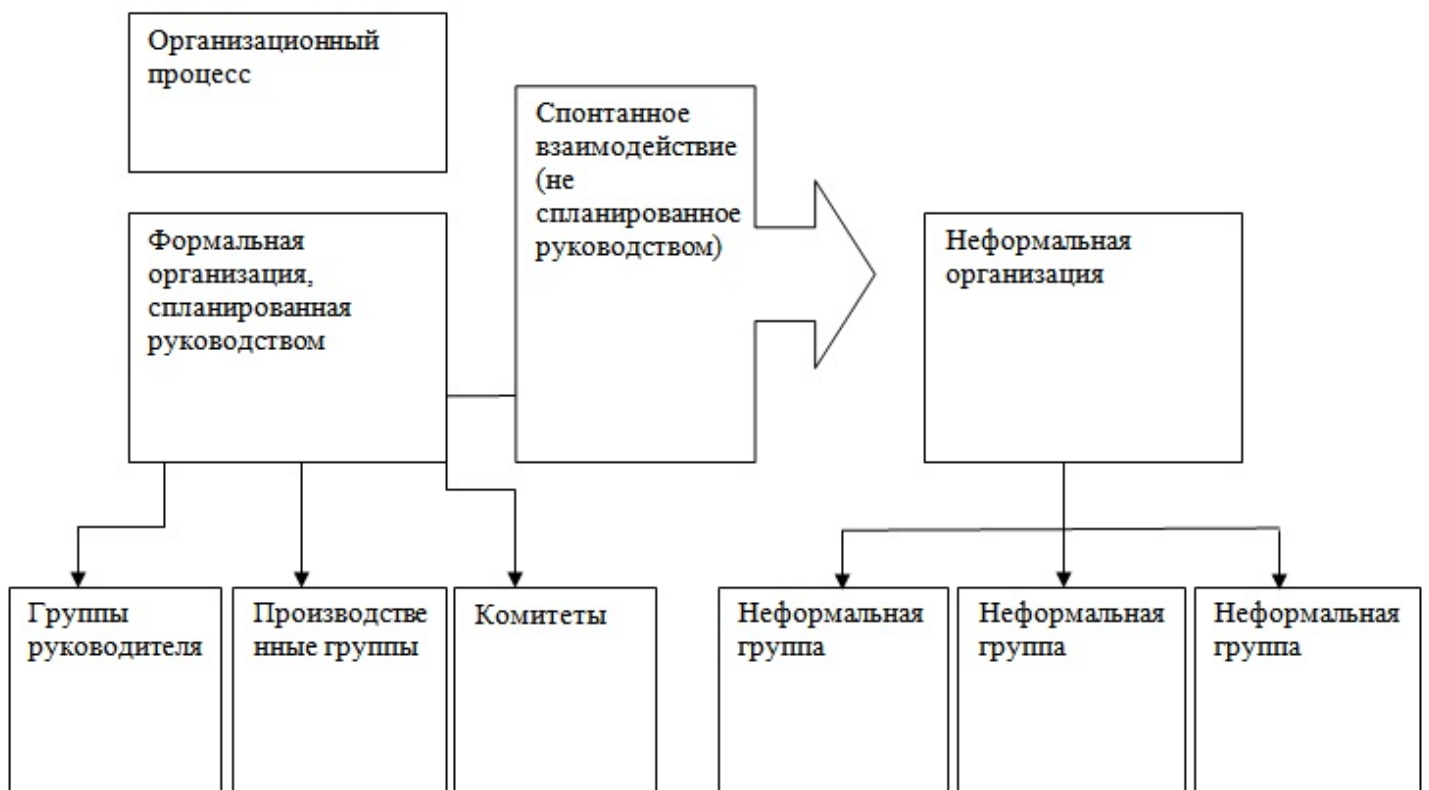 Организационный
процесс
Спонтанное
взаимодействие
(не
спланированное
руководством)
Формальная
организация,
спланированная
руководством
Неформальная
организация
Группы
руководителя
Производстве
нные группы
Комитеты
Неформальная
группа
Неформальная
группа
Неформальная
группа